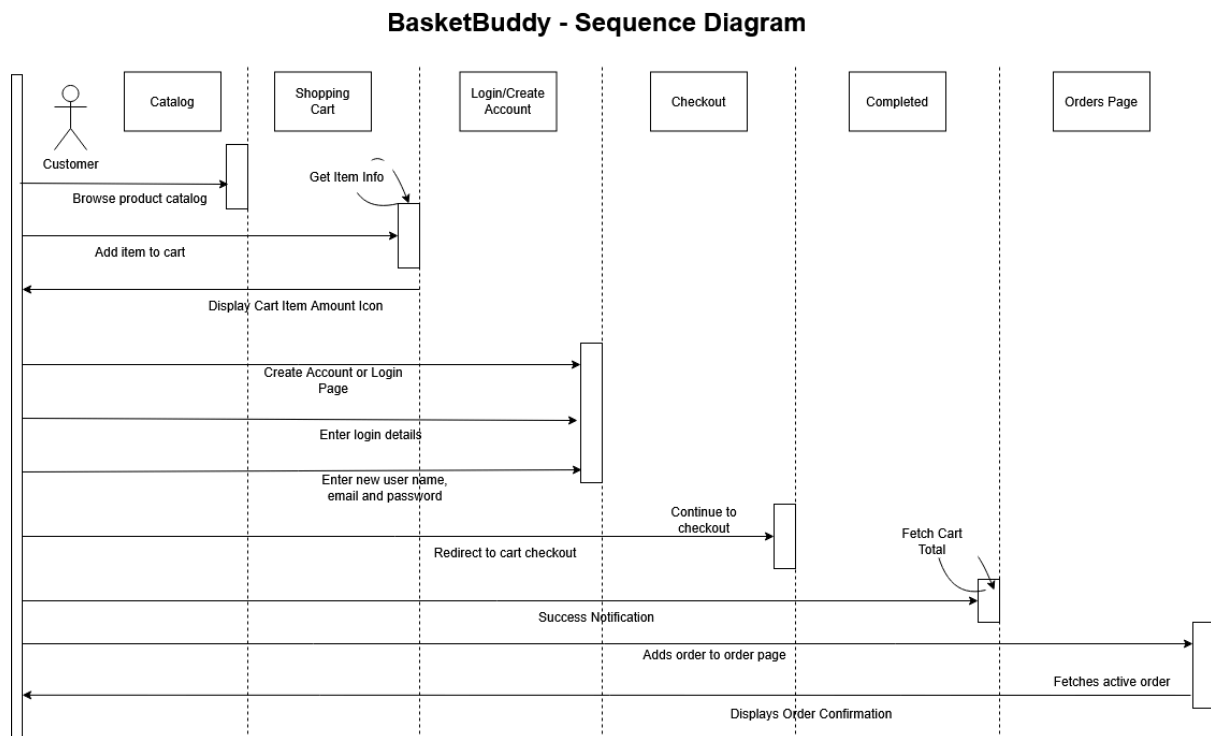 BasketBuddy - Sequence Diagram
Catalog
Shopping
Cart
Login/Create
Account
Checkout
Completed
Orders Page
Customer
Get Item Info
Browse product catalog
Add item to cart
Display Cart Item Amount Icon
Create Account or Login
Page
Enter login details
Enter new user name,
email and password
Continue to
checkout
Redirect to cart checkout
Fetch Cart
Total
Success Notification
Adds order to order page
Fetches active order
Displays Order Confirmation